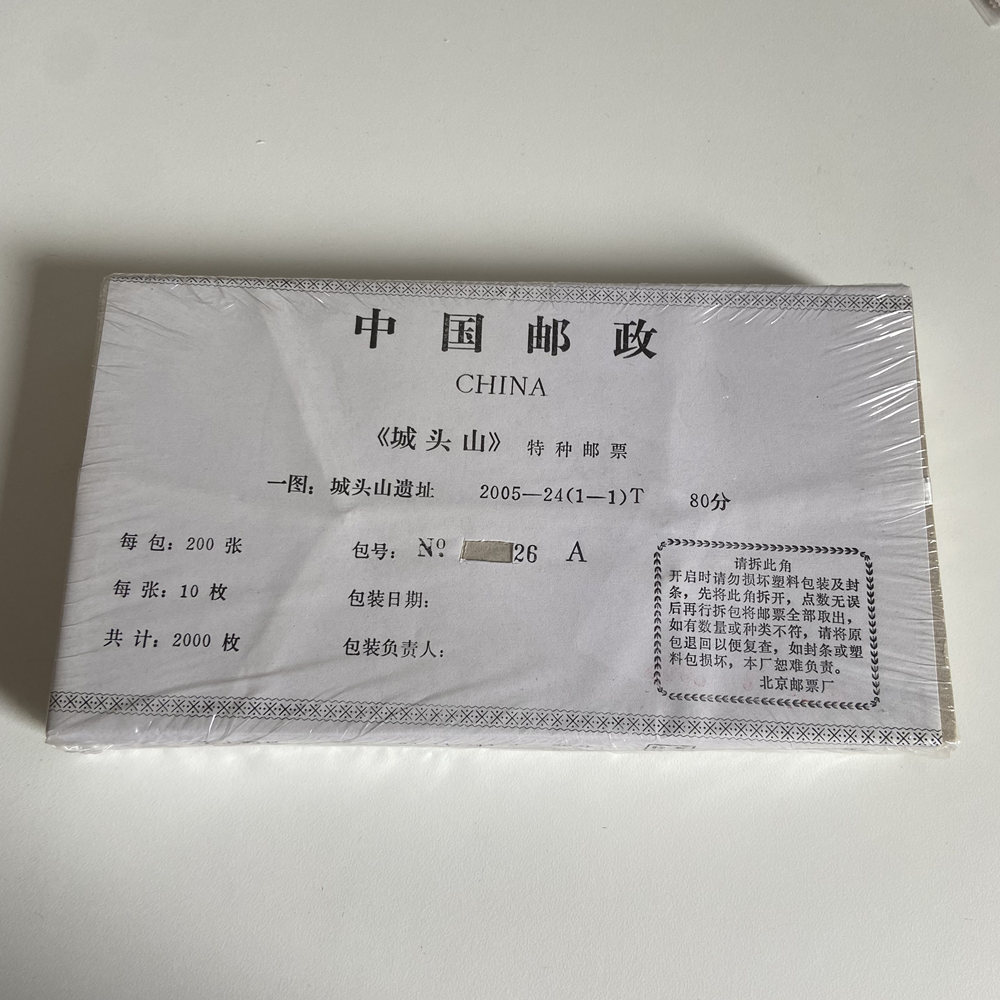 中国邮政
CHINA
《城头山》 特种邮票
一图：城头山遗址 2005—24(1—1)T 80分
每包：200 张
每张：10 枚
共计：2000 枚
包号： Nº 26 A
包装日期：
包装负责人：
请拆此角
开启时请勿损坏塑料包装及封
条，先将此角拆开，点数无误
后再行拆包将邮票全部取出，
如有数量或种类不符，请将原
包退回以便复查，如封条或塑
料包损坏，本厂恕难负责。
北京邮票厂